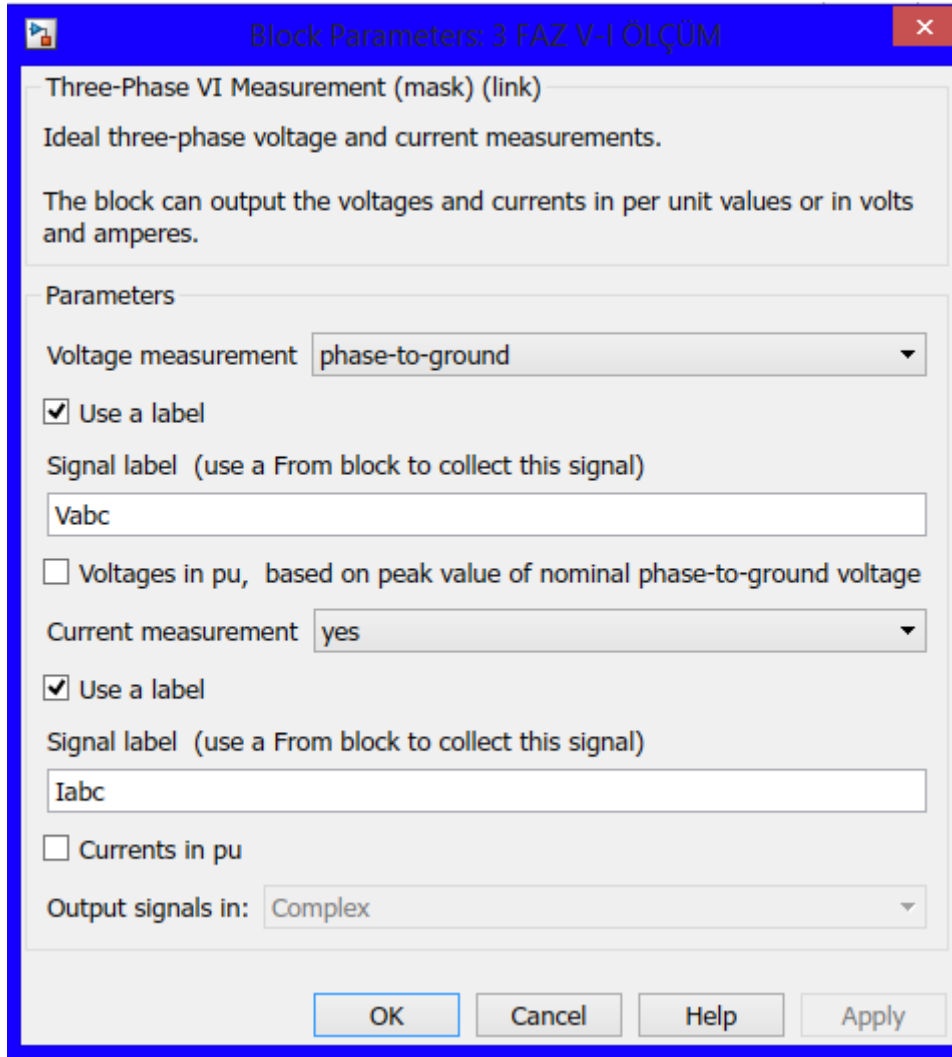 Block Parameters: 3 FAZ V-I ÖLÇÜM
Three-Phase VI Measurement (mask) (link)
Ideal three-phase voltage and current measurements.
The block can output the voltages and currents in per unit values or in volts
and amperes.
Parameters
Voltage measurement phase-to-ground
Use a label
Signal label (use a From block to collect this signal)
Vabc
Voltages in pu, based on peak value of nominal phase-to-ground voltage
Current measurement yes
Use a label
Signal label (use a From block to collect this signal)
Iabc
Currents in pu
Output signals in: Complex
OK Cancel Help Apply